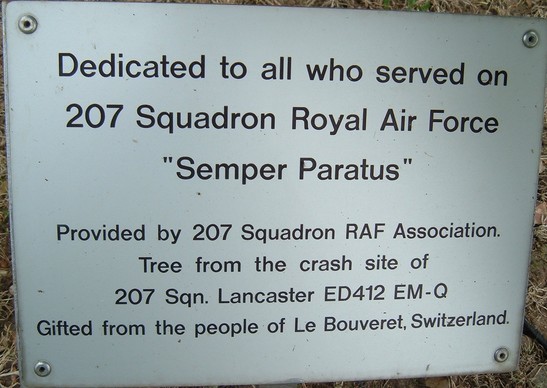 Dedicated to all who served on
207 Squadron Royal Air Force
"Semper Paratus"
Provided by 207 Squadron RAF Association.
Tree from the crash site of
207 Sqn. Lancaster ED412 EM-Q
Gifted from the people of Le Bouveret, Switzerland.